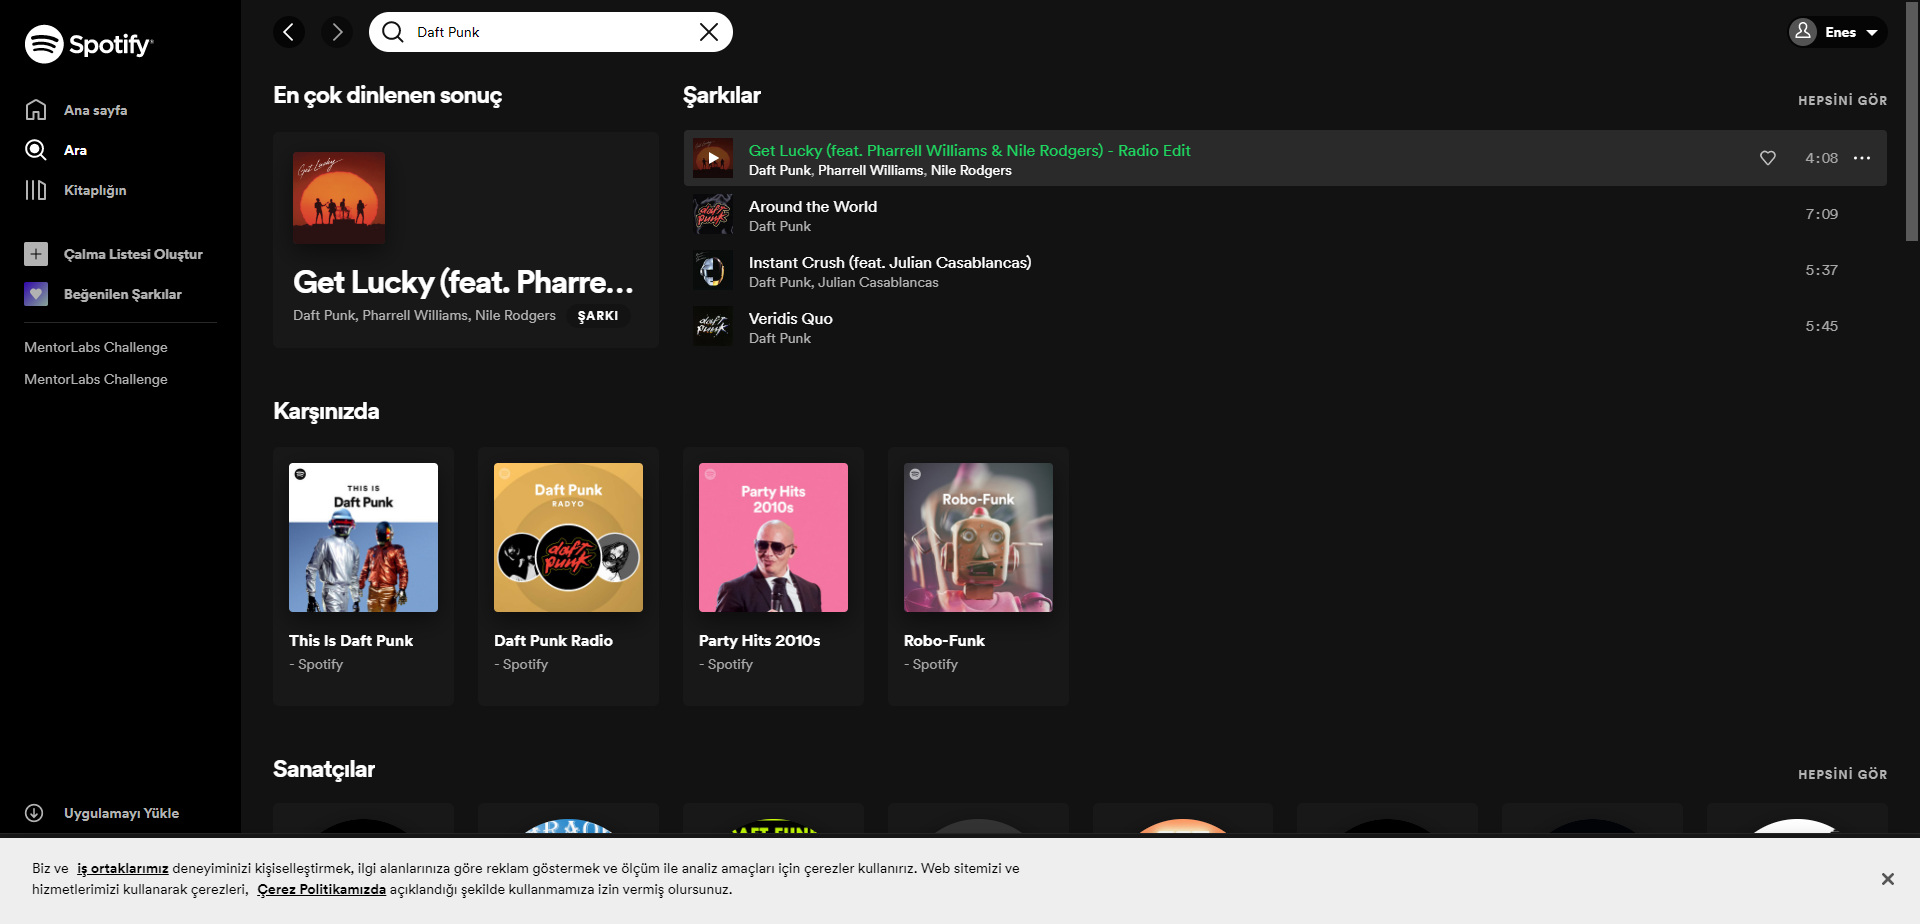 Spotify
Daft Punk
Enes
Ana sayfa
Ara
Kitaplığın
Çalma Listesi Oluştur
Beğenilen Şarkılar
MentorLabs Challenge
MentorLabs Challenge
Uygulamayı Yükle
En çok dinlenen sonuç
Get Lucky
Get Lucky (feat. Pharre...
Daft Punk, Pharrell Williams, Nile Rodgers ŞARKI
Şarkılar
HEPSİNİ GÖR
Get Lucky (feat. Pharrell Williams & Nile Rodgers) - Radio Edit
Daft Punk, Pharrell Williams, Nile Rodgers
4:08
Around the World
Daft Punk
7:09
Instant Crush (feat. Julian Casablancas)
Daft Punk, Julian Casablancas
5:37
daft punk
Veridis Quo
Daft Punk
5:45
Karşınızda
THIS IS
Daft Punk
This Is Daft Punk
- Spotify
Daft Punk
RADYO
daft punk
Daft Punk Radio
- Spotify
Party Hits
2010s
Party Hits 2010s
- Spotify
Robo-Funk
Robo-Funk
- Spotify
Sanatçılar
HEPSİNİ GÖR
Biz ve iş ortaklarımız deneyiminizi kişiselleştirmek, ilgi alanlarınıza göre reklam göstermek ve ölçüm ile analiz amaçları için çerezler kullanırız. Web sitemizi ve
hizmetlerimizi kullanarak çerezleri, Çerez Politikamızda açıklandığı şekilde kullanmamıza izin vermiş olursunuz.